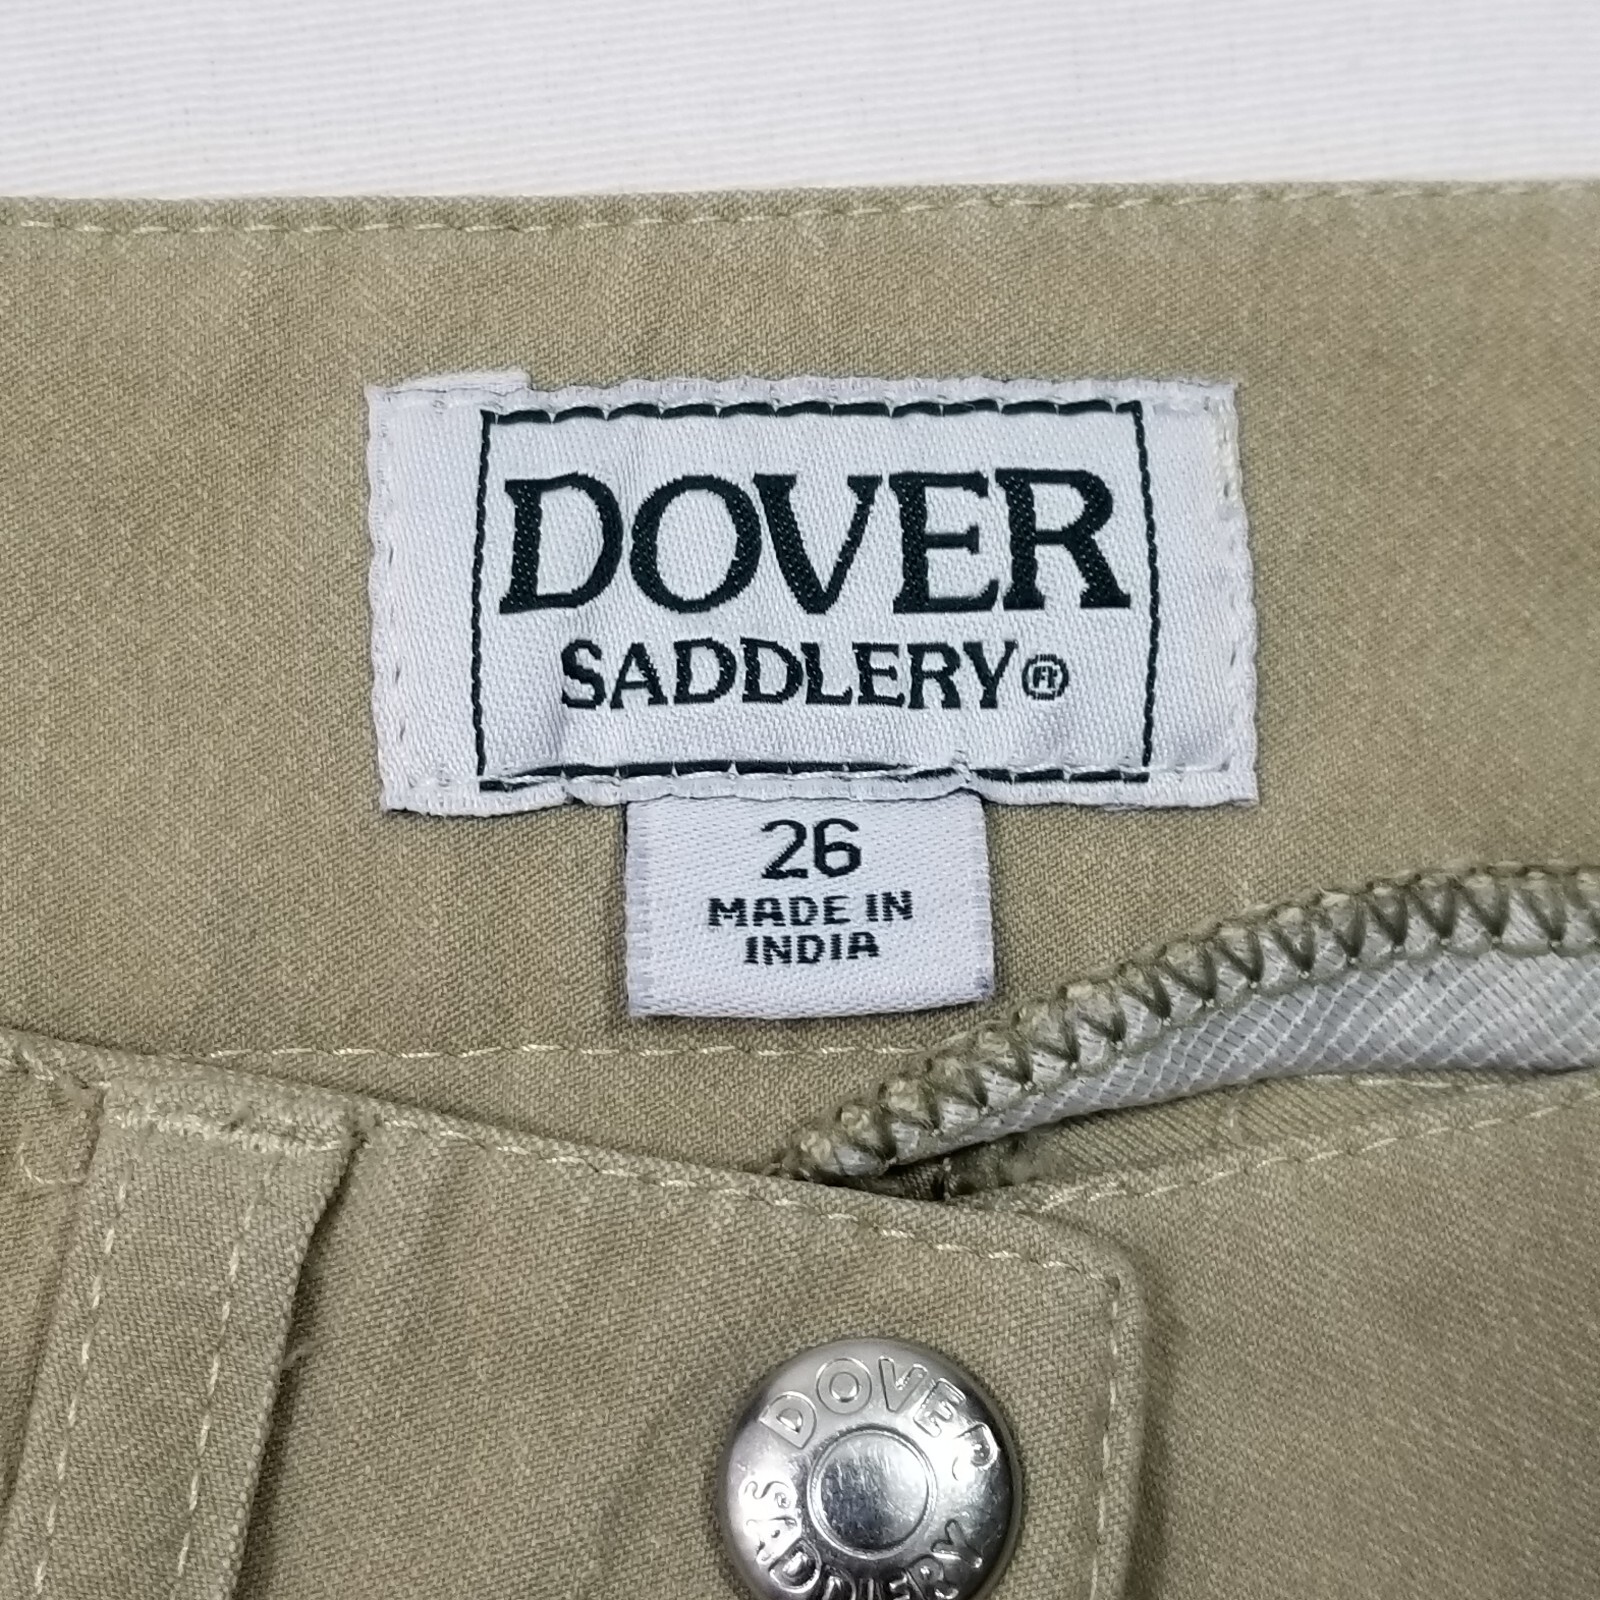 DOVER
SADDLERY®
26
MADE IN
INDIA
DOVER
SADDLERY